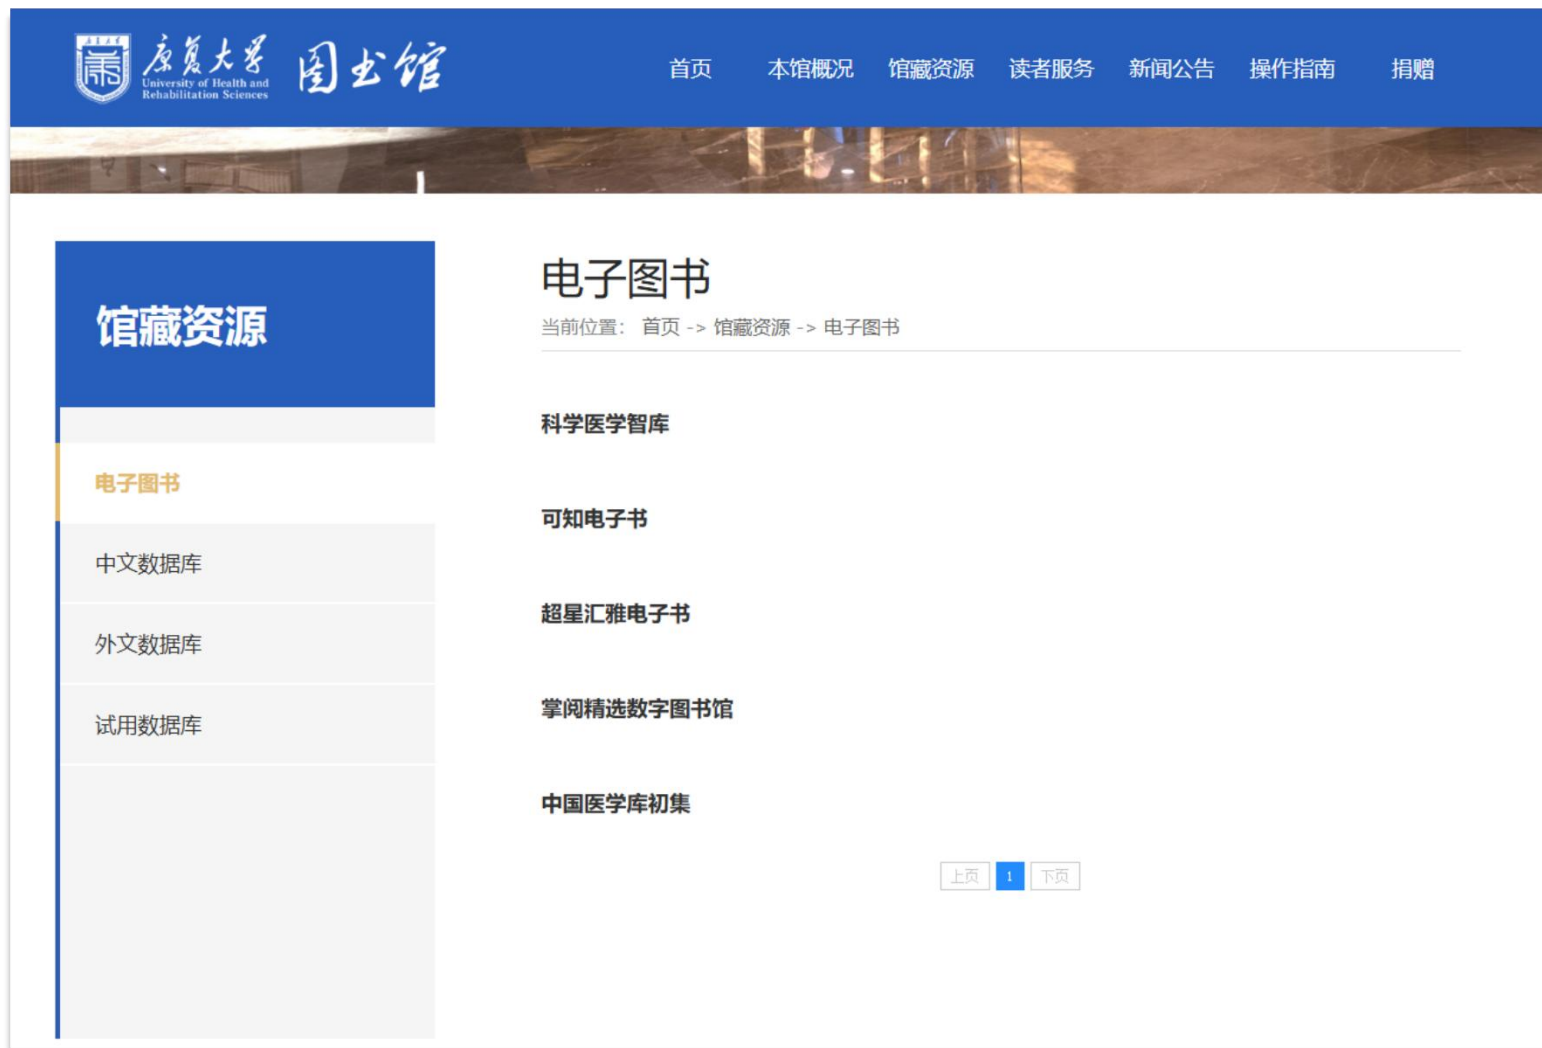 康复大学 图书馆
University of Health and
Rehabilitation Sciences
首页 本馆概况 馆藏资源 读者服务 新闻公告 操作指南 捐赠
馆藏资源
电子图书
中文数据库
外文数据库
试用数据库
电子图书
当前位置： 首页 -> 馆藏资源 -> 电子图书
科学医学智库
可知电子书
超星汇雅电子书
掌阅精选数字图书馆
中国医学库初集
上页 1 下页